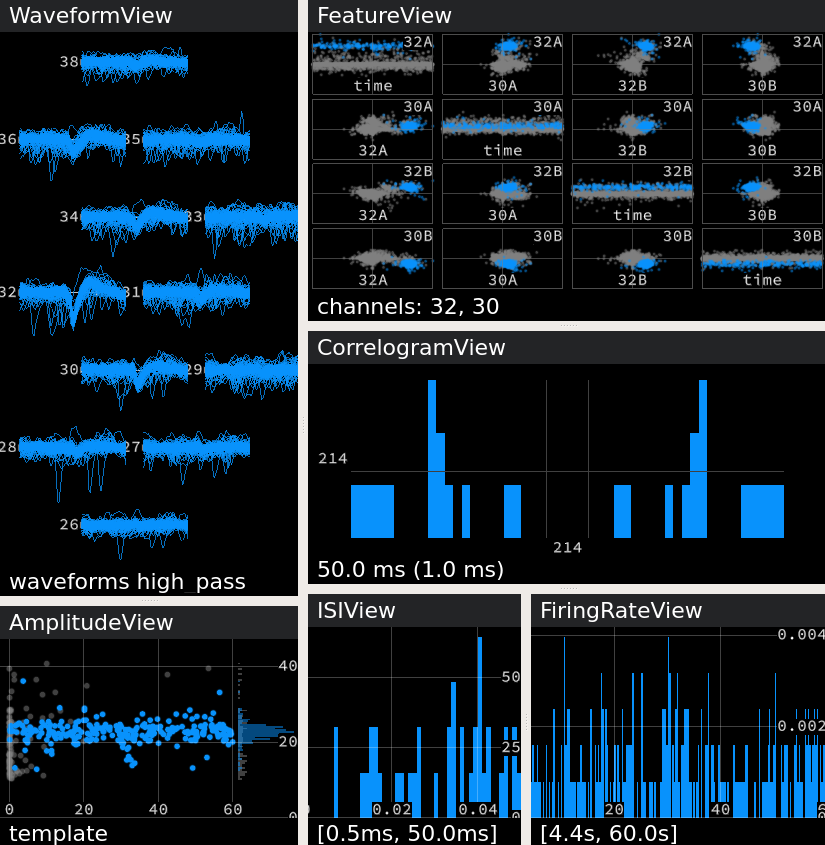 WaveformView
38
36
35
34
33
32
31
30
29
28
27
26
waveforms high_pass
FeatureView
32A 32A 32A 32A
time 30A 32B 30B
30A 30A 30A 30A
32A time 32B 30B
32B 32B 32B 32B
32A 30A time 30B
30B 30B 30B 30B
32A 30A 32B time
channels: 32, 30
CorrelogramView
214
214
50.0 ms (1.0 ms)
AmplitudeView
40
20
0
0 20 40 60
template
ISIView
50
25
0
0.02 0.04
[0.5ms, 50.0ms]
FiringRateView
0.004
0.002
20 40
[4.4s, 60.0s]